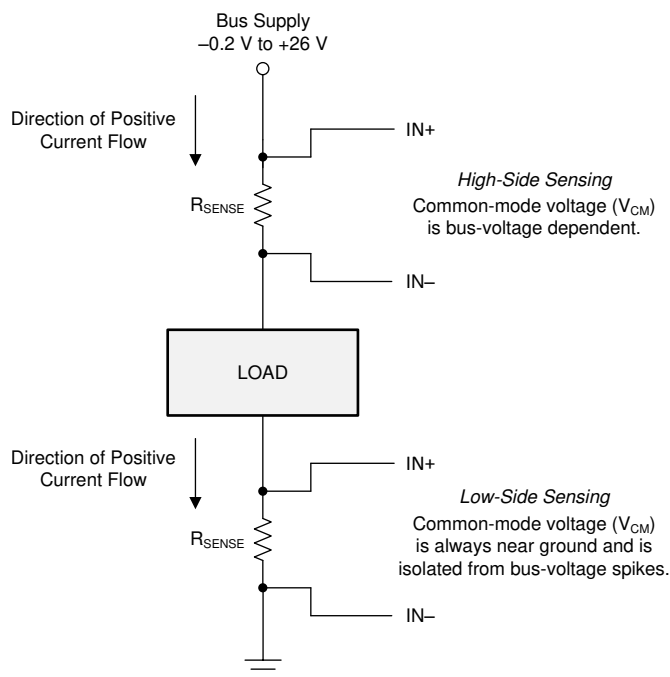 Bus Supply
–0.2 V to +26 V
Direction of Positive
Current Flow
IN+
RSENSE
High-Side Sensing
Common-mode voltage (VCM)
is bus-voltage dependent.
IN–
LOAD
Direction of Positive
Current Flow
IN+
RSENSE
Low-Side Sensing
Common-mode voltage (VCM)
is always near ground and is
isolated from bus-voltage spikes.
IN–